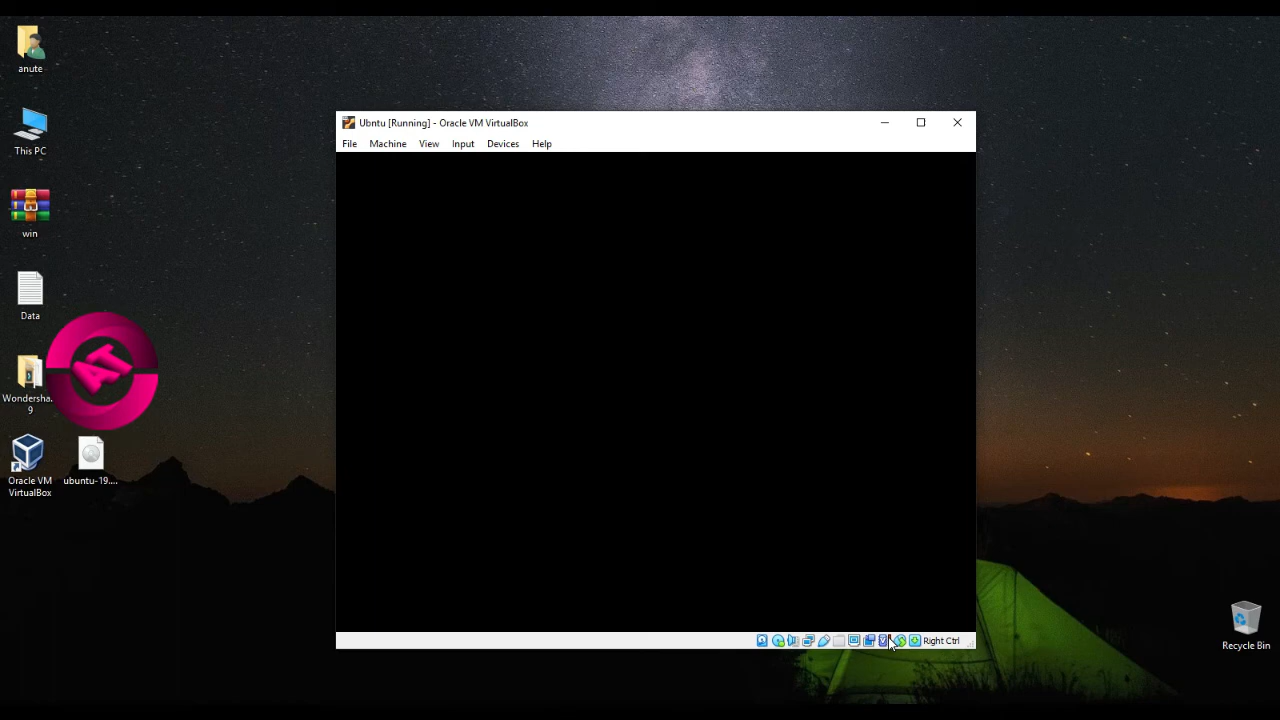 anute
This PC
win
Data
Wondersha...
9
Oracle VM
VirtualBox
ubuntu-19....
Ubntu [Running] - Oracle VM VirtualBox
File Machine View Input Devices Help
Right Ctrl
Recycle Bin